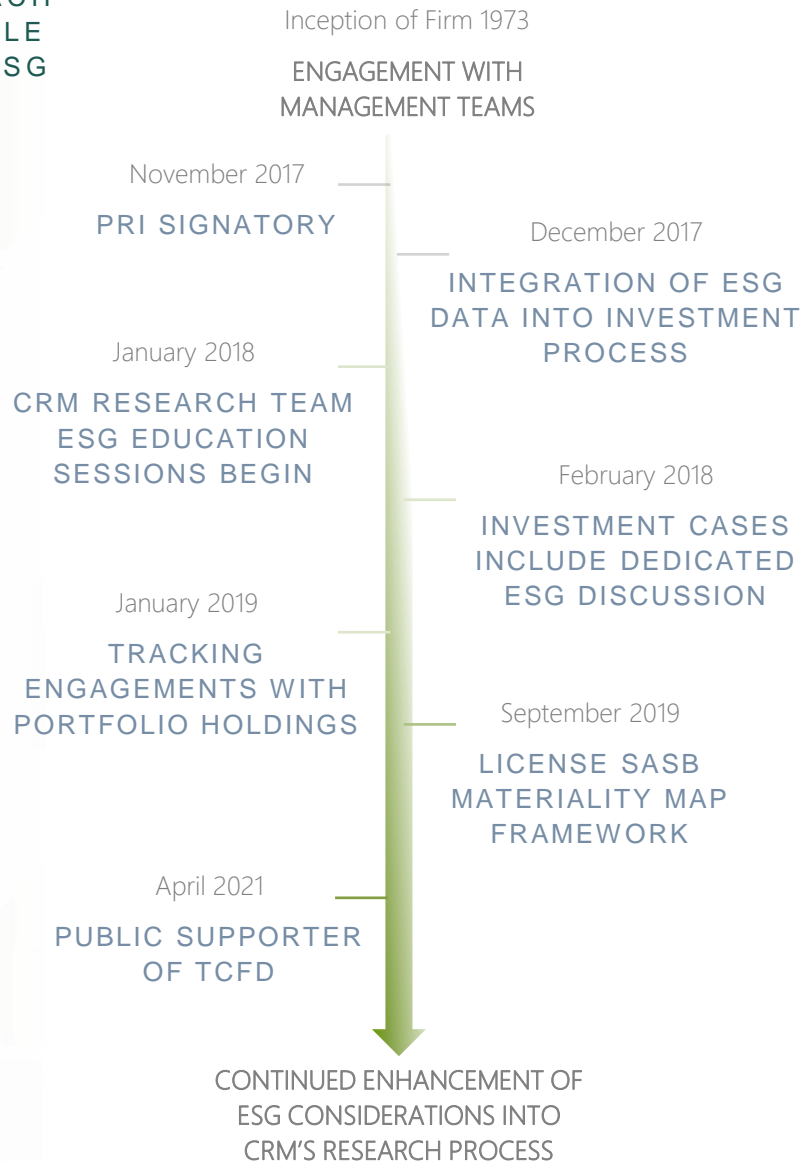 LE
SG
Inception of Firm 1973
ENGAGEMENT WITH
MANAGEMENT TEAMS
November 2017
PRI SIGNATORY
December 2017
INTEGRATION OF ESG
DATA INTO INVESTMENT
PROCESS
January 2018
CRM RESEARCH TEAM
ESG EDUCATION
SESSIONS BEGIN
February 2018
INVESTMENT CASES
INCLUDE DEDICATED
ESG DISCUSSION
January 2019
TRACKING
ENGAGEMENTS WITH
PORTFOLIO HOLDINGS
September 2019
LICENSE SASB
MATERIALITY MAP
FRAMEWORK
April 2021
PUBLIC SUPPORTER
OF TCFD
CONTINUED ENHANCEMENT OF
ESG CONSIDERATIONS INTO
CRM'S RESEARCH PROCESS